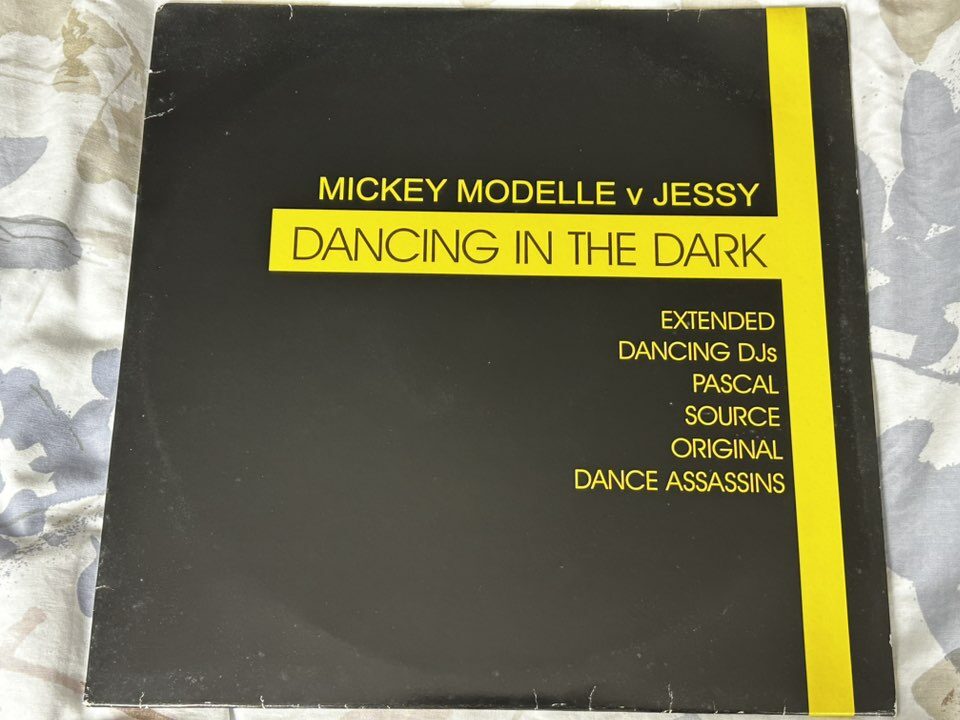 MICKEY MODELLE v JESSY
DANCING IN THE DARK
EXTENDED
DANCING DJs
PASCAL
SOURCE
ORIGINAL
DANCE ASSASSINS